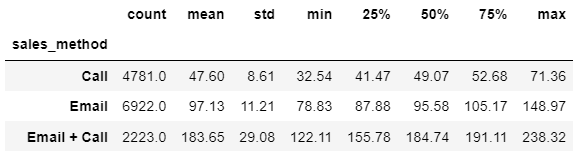 count mean std min 25% 50% 75% max
sales_method
Call 4781.0 47.60 8.61 32.54 41.47 49.07 52.68 71.36
Email 6922.0 97.13 11.21 78.83 87.88 95.58 105.17 148.97
Email + Call 2223.0 183.65 29.08 122.11 155.78 184.74 191.11 238.32